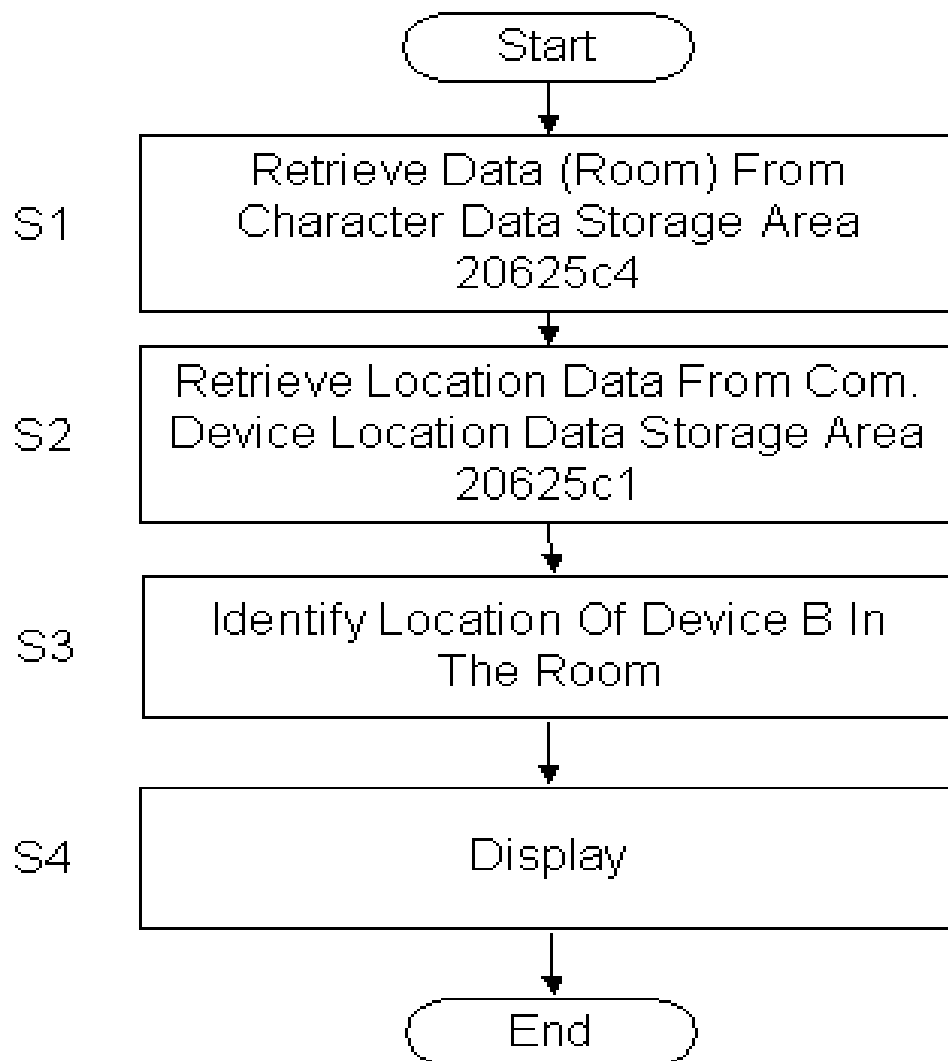 Start
S1
Retrieve Data (Room) From
Character Data Storage Area
20625c4
S2
Retrieve Location Data From Com.
Device Location Data Storage Area
20625c1
S3
Identify Location Of Device B In
The Room
S4
Display
End